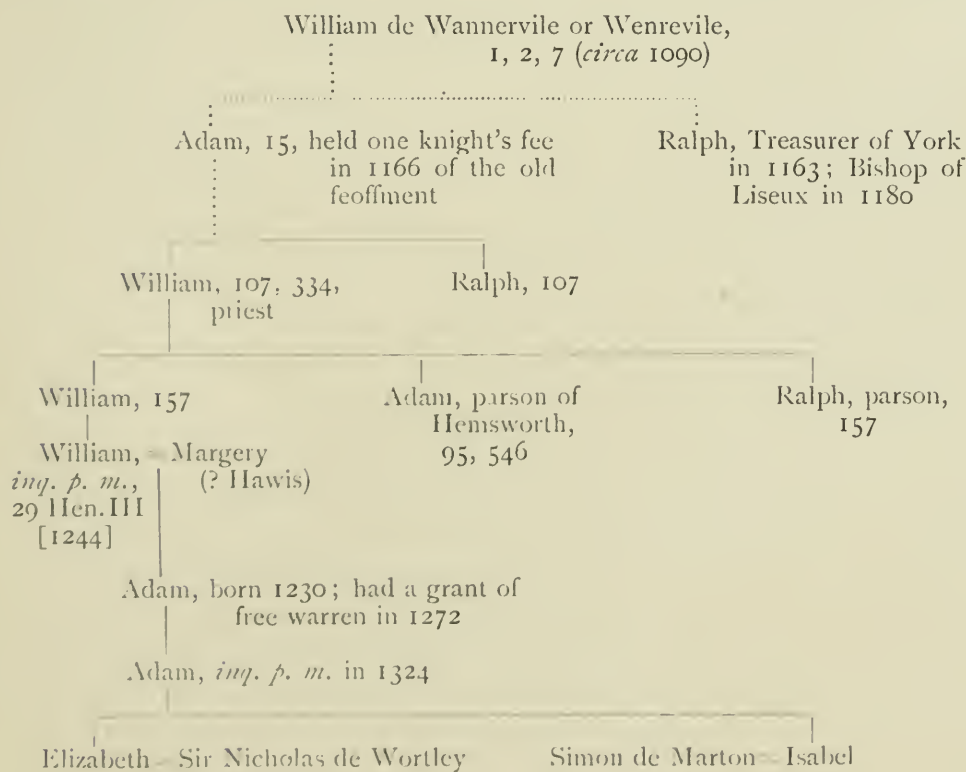 William de Wannervile or Wenrevile,
1, 2, 7 (circa 1090)
Adam, 15, held one knight's fee
in 1166 of the old
feoffment
Ralph, Treasurer of York
in 1163; Bishop of
Liseux in 1180
William, 107, 334,
priest
Ralph, 107
William, 157
Adam, parson of
Hemsworth,
95, 546
Ralph, parson,
157
William, = Margery
inq. p. m., (? Hawis)
29 Hen. III
[1244]
Adam, born 1230; had a grant of
free warren in 1272
Adam, inq. p. m. in 1324
Elizabeth = Sir Nicholas de Wortley
Simon de Marton = Isabel